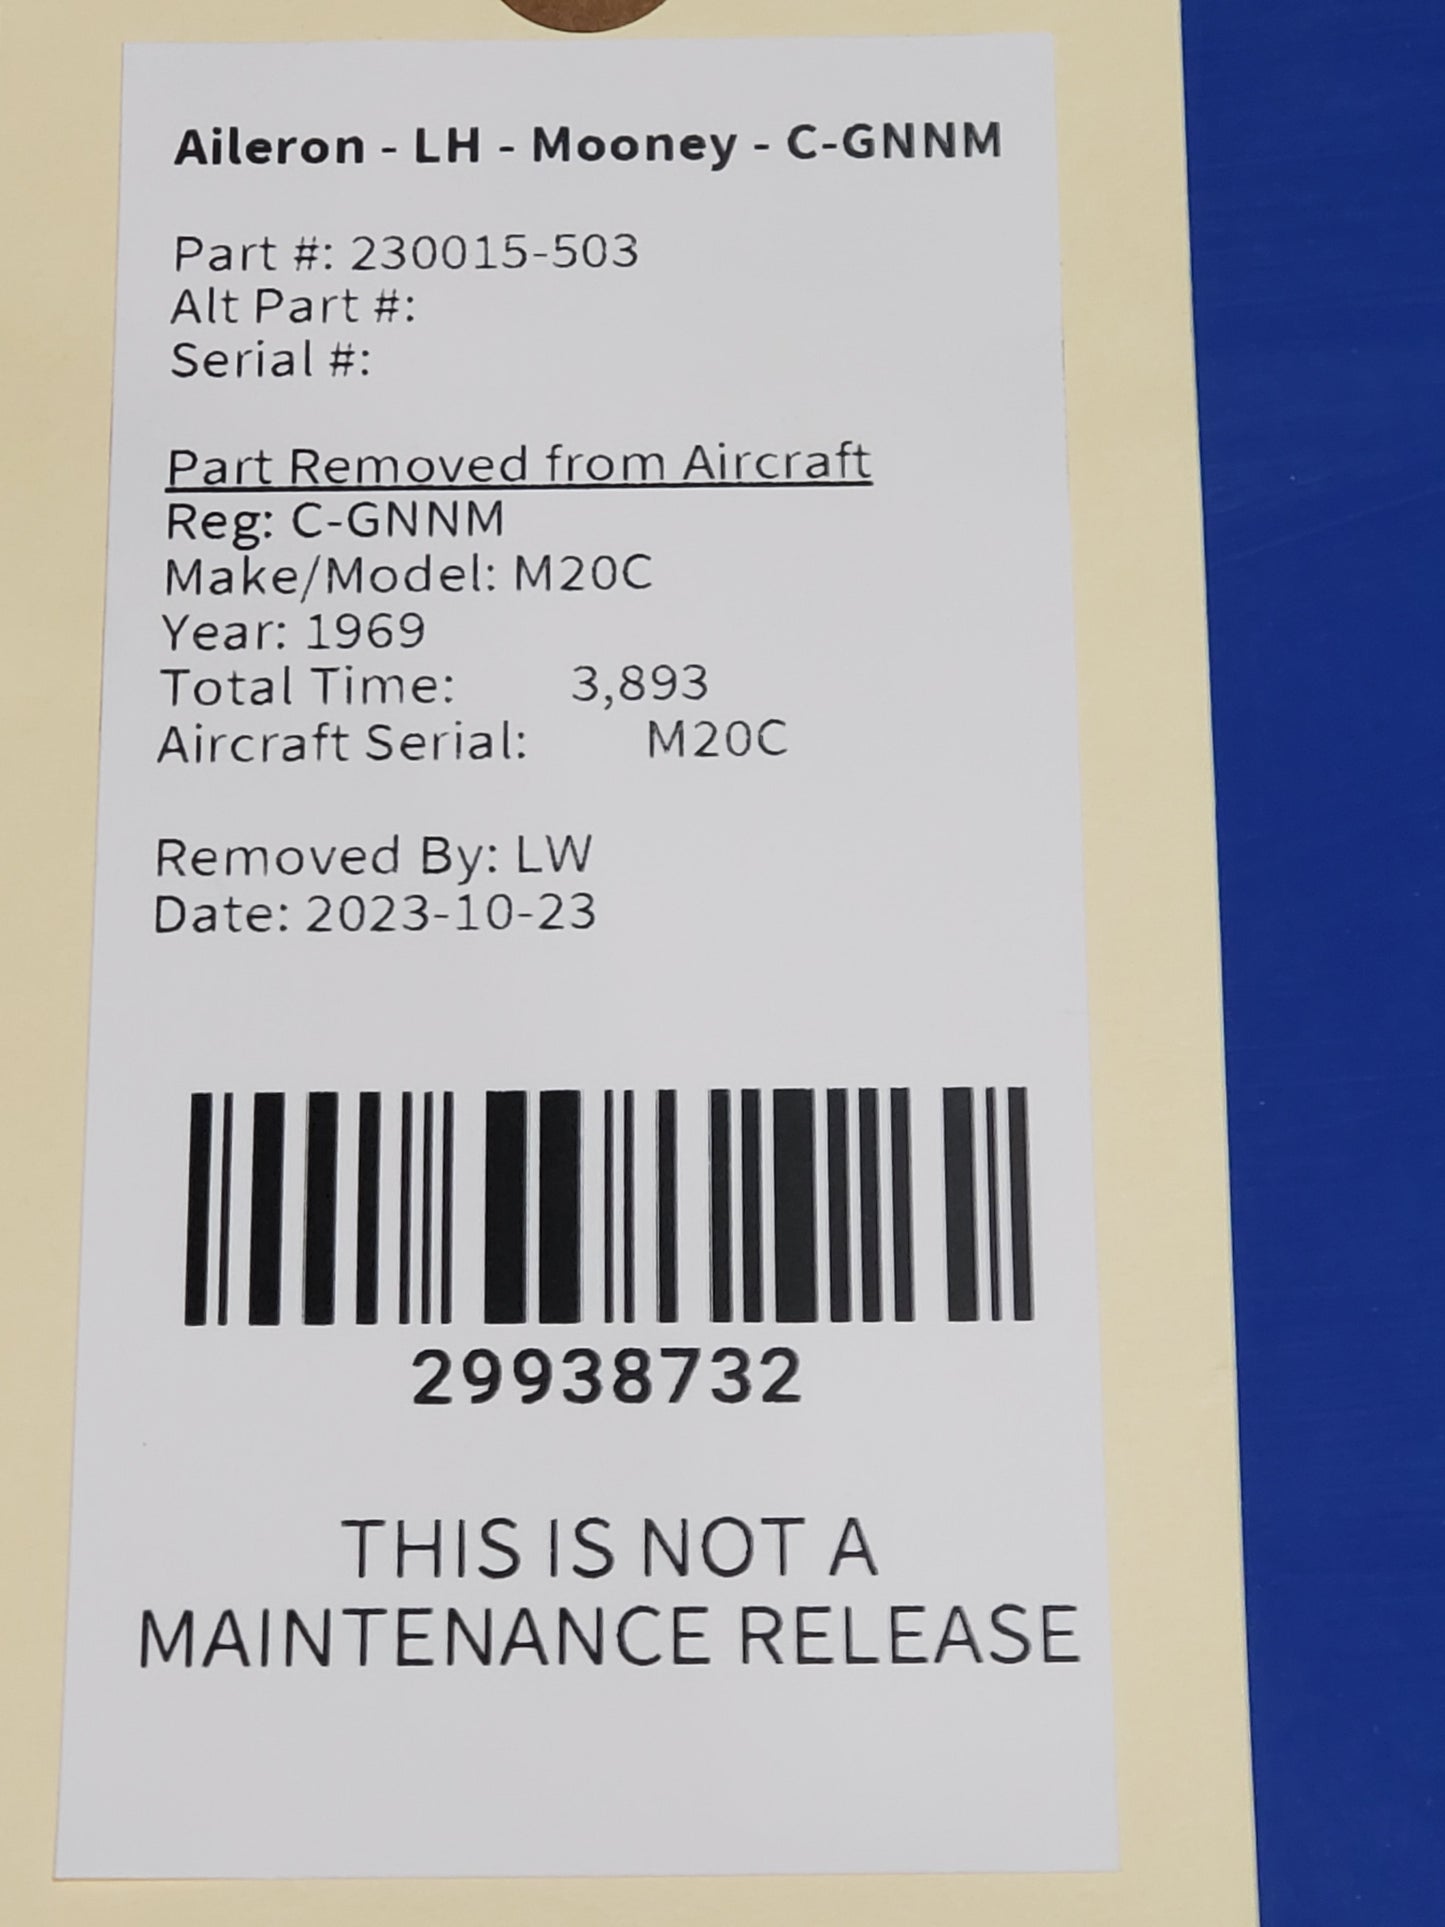 Aileron - LH - Mooney - C-GNNM
Part #: 230015-503
Alt Part #:
Serial #:
Part Removed from Aircraft
Reg: C-GNNM
Make/Model: M20C
Year: 1969
Total Time: 3,893
Aircraft Serial: M20C
Removed By: LW
Date: 2023-10-23
29938732
THIS IS NOT A
MAINTENANCE RELEASE